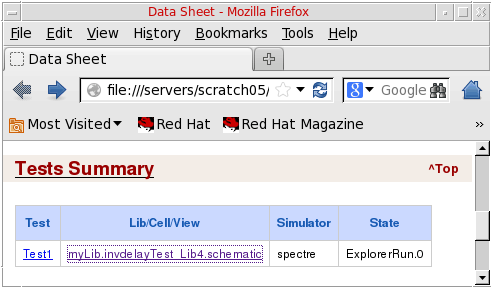 Data Sheet - Mozilla Firefox
File Edit View History Bookmarks Tools Help
Data Sheet
file:///servers/scratch05/ Google
Most Visited Red Hat Red Hat Magazine »
Tests Summary ^Top
Test Lib/Cell/View Simulator State
Test1 myLib.invdelayTest_Lib4.schematic spectre ExplorerRun.0